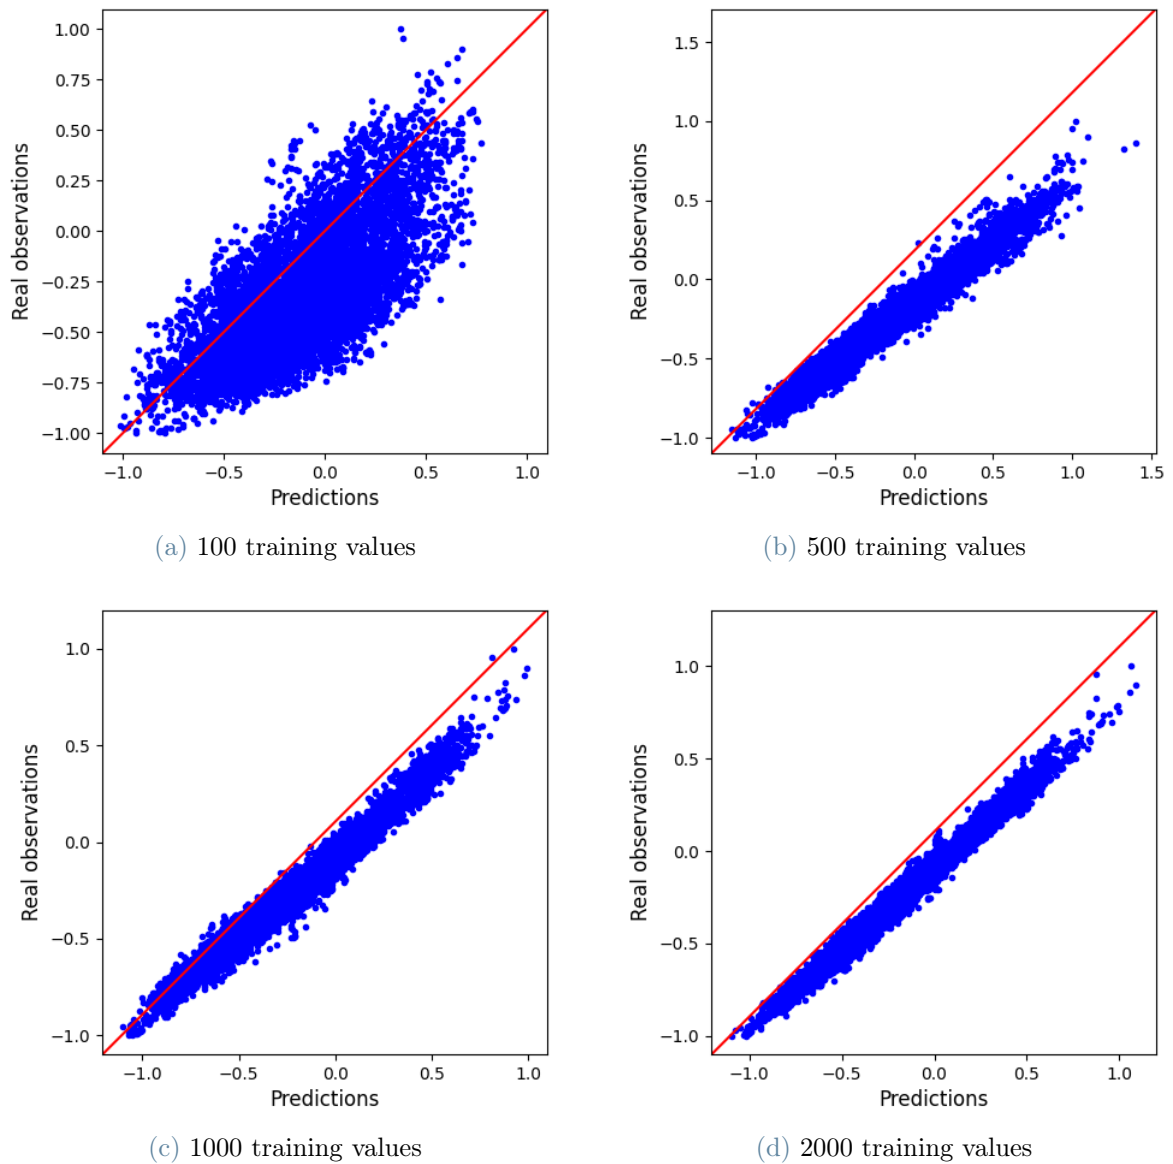 1.00
0.75
0.50
0.25
0.00
−0.25
−0.50
−0.75
−1.00
Real observations
−1.0 −0.5 0.0 0.5 1.0
Predictions
(a) 100 training values
1.5
1.0
0.5
0.0
−0.5
−1.0
Real observations
−1.0 −0.5 0.0 0.5 1.0 1.5
Predictions
(b) 500 training values
1.0
0.5
0.0
−0.5
−1.0
Real observations
−1.0 −0.5 0.0 0.5 1.0
Predictions
(c) 1000 training values
1.0
0.5
0.0
−0.5
−1.0
Real observations
−1.0 −0.5 0.0 0.5 1.0
Predictions
(d) 2000 training values